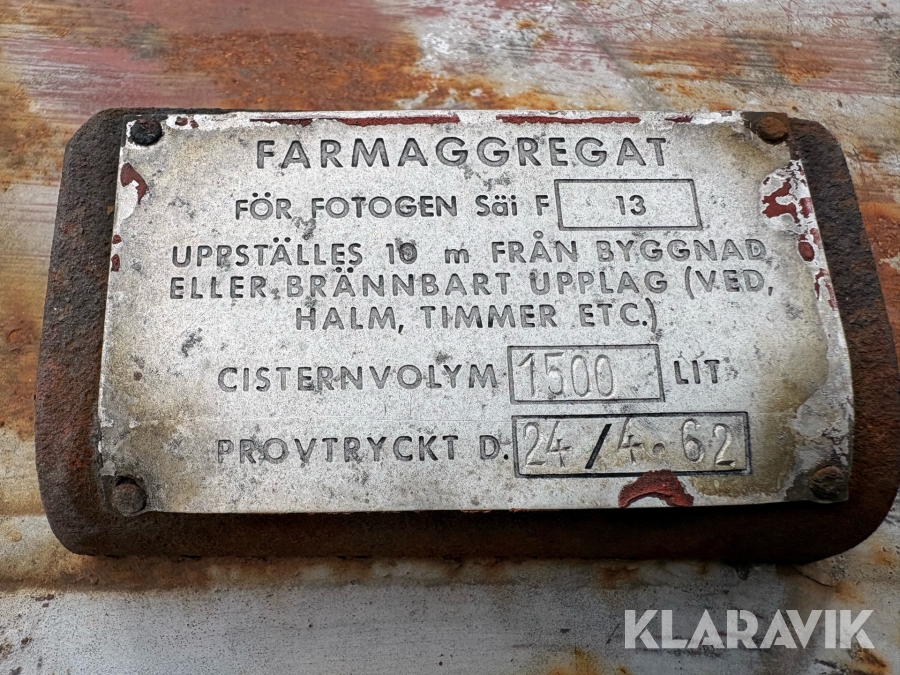 FARMAGGREGAT
FÖR FOTOGEN Säi F 13
UPPSTÄLLES 10 m FRÅN BYGGNAD
ELLER BRÄNNBART UPPLAG (VED,
HALM, TIMMER ETC.)
CISTERNVOLYM 1500 LIT
PROVTRYCKT D. 24/4.62
KLARAVIK